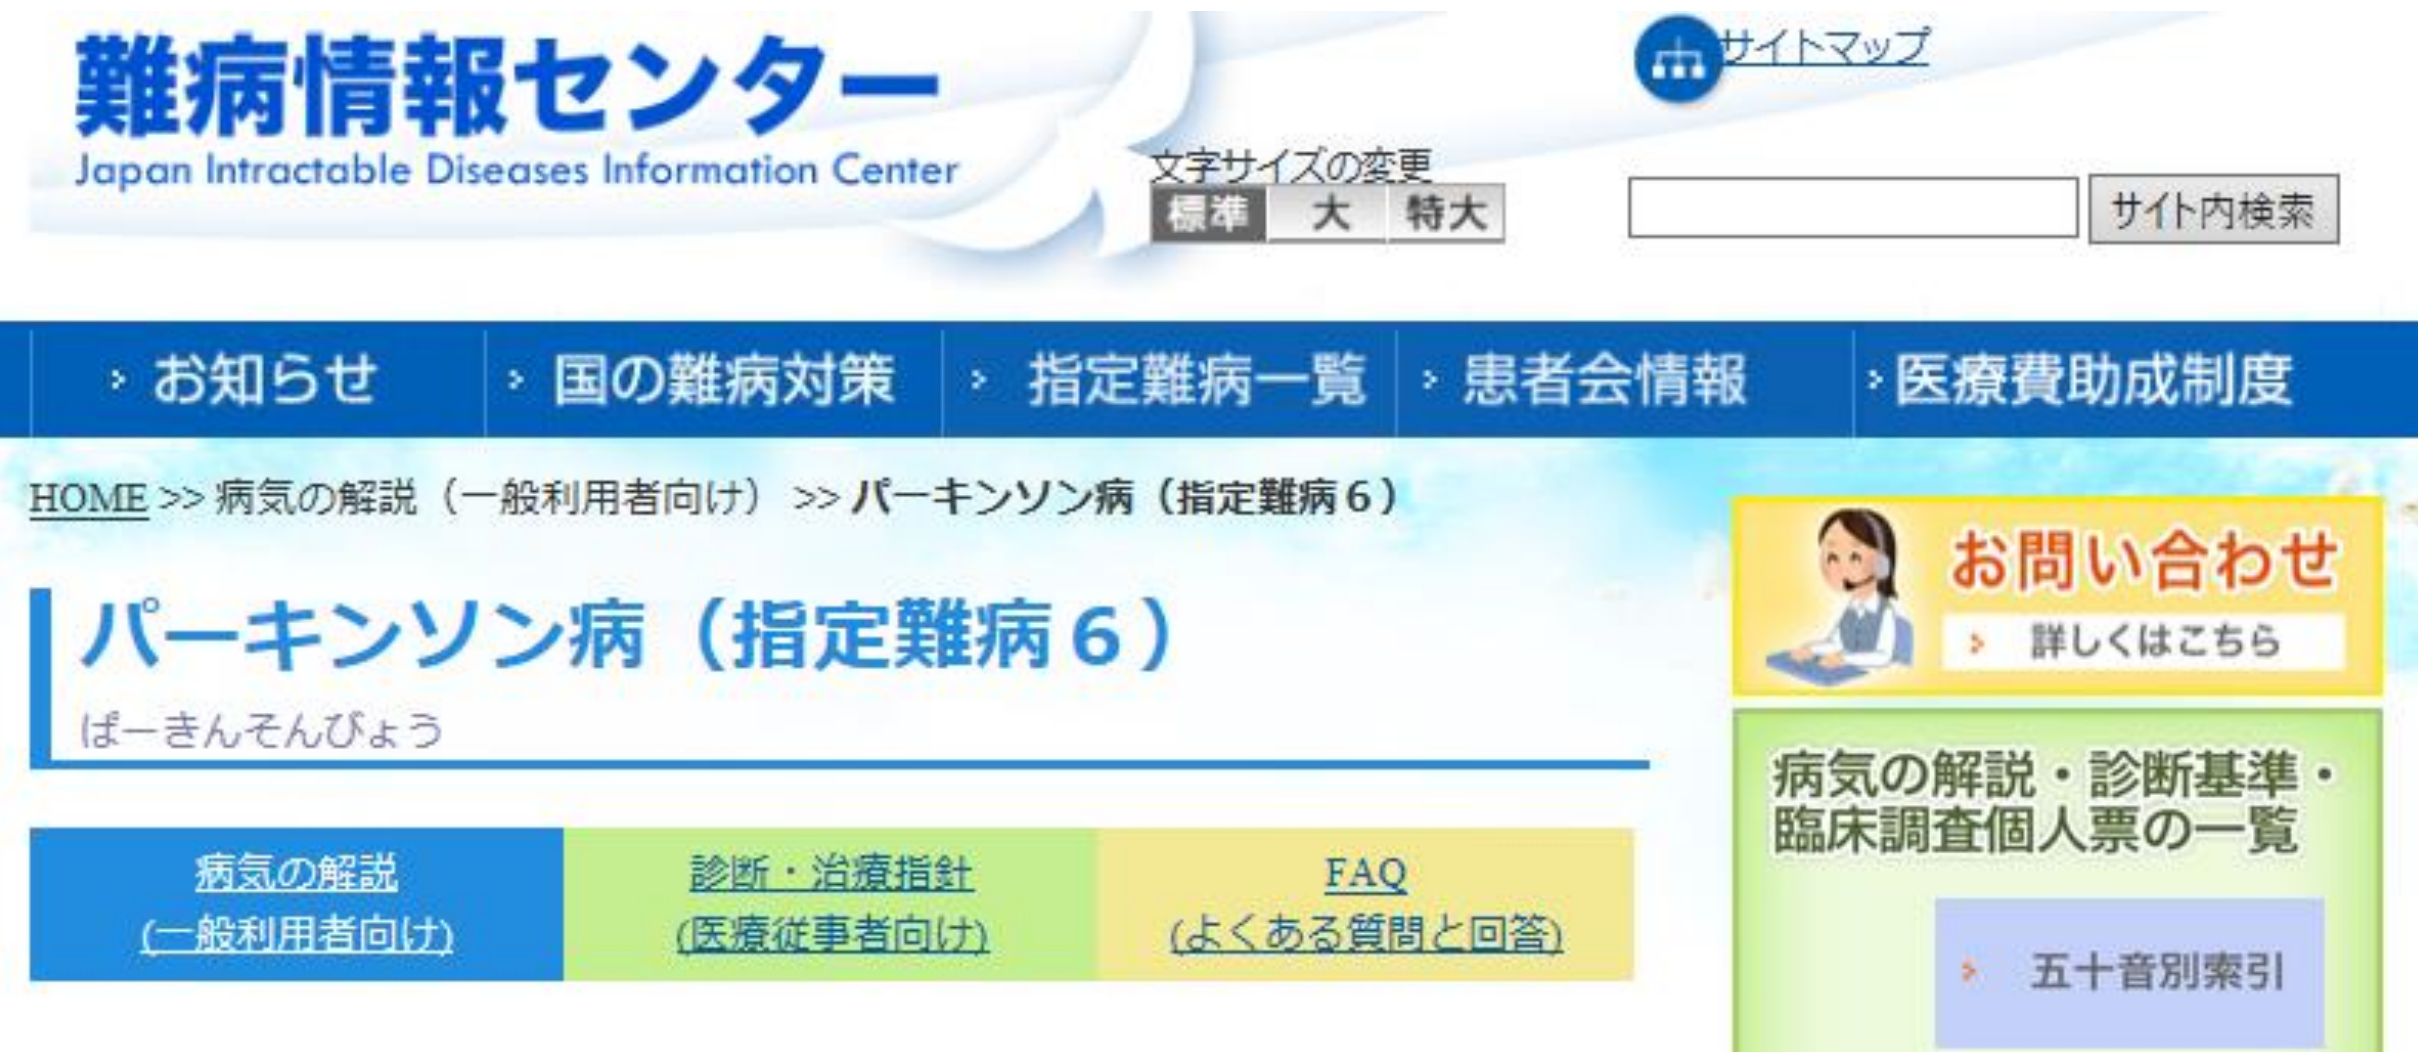 難病情報センター
Japan Intractable Diseases Information Center
サイトマップ
文字サイズの変更
標準 大 特大
サイト内検索
お知らせ 国の難病対策 指定難病一覧 患者会情報 医療費助成制度
HOME >> 病気の解説（一般利用者向け） >> パーキンソン病（指定難病６）
パーキンソン病（指定難病６）
ぱーきんそんびょう
病気の解説
(一般利用者向け)
診断・治療指針
(医療従事者向け)
FAQ
(よくある質問と回答)
お問い合わせ
詳しくはこちら
病気の解説・診断基準・
臨床調査個人票の一覧
五十音別索引